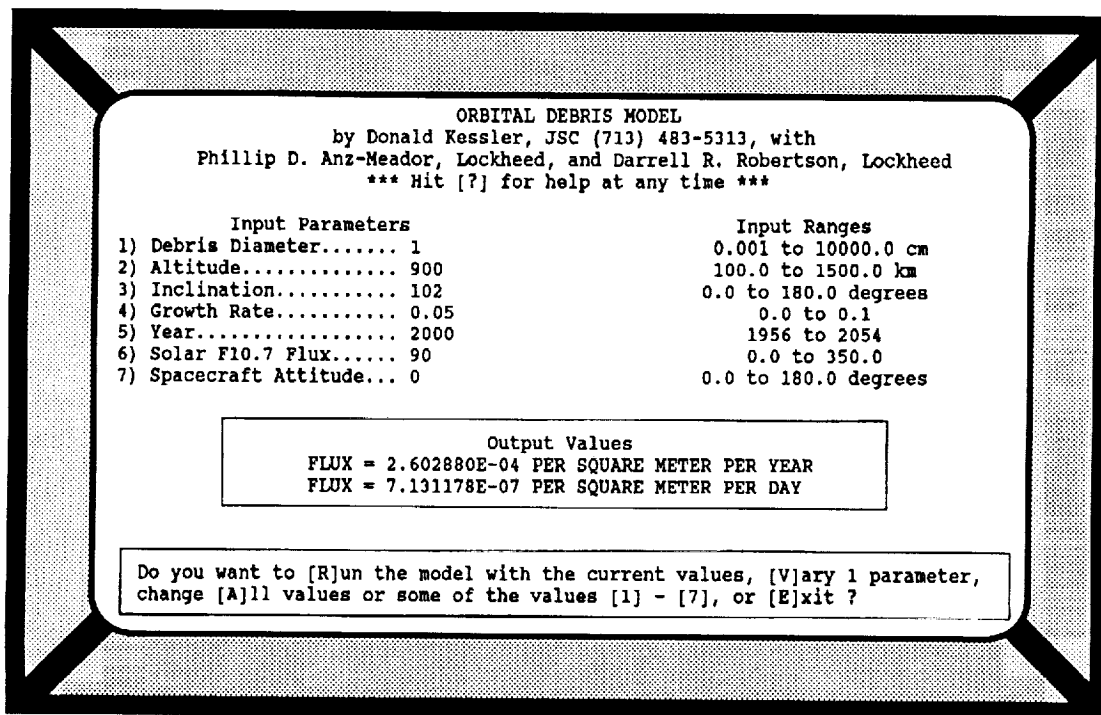 ORBITAL DEBRIS MODEL
by Donald Kessler, JSC (713) 483-5313, with
Phillip D. Anz-Meador, Lockheed, and Darrell R. Robertson, Lockheed
*** Hit [?] for help at any time ***
Input Parameters Input Ranges
1) Debris Diameter....... 1 0.001 to 10000.0 cm
2) Altitude.............. 900 100.0 to 1500.0 km
3) Inclination........... 102 0.0 to 180.0 degrees
4) Growth Rate........... 0.05 0.0 to 0.1
5) Year.................. 2000 1956 to 2054
6) Solar F10.7 Flux...... 90 0.0 to 350.0
7) Spacecraft Attitude... 0 0.0 to 180.0 degrees
Output Values
FLUX = 2.602880E-04 PER SQUARE METER PER YEAR
FLUX = 7.131178E-07 PER SQUARE METER PER DAY
Do you want to [R]un the model with the current values, [V]ary 1 parameter,
change [A]ll values or some of the values [1] - [7], or [E]xit ?